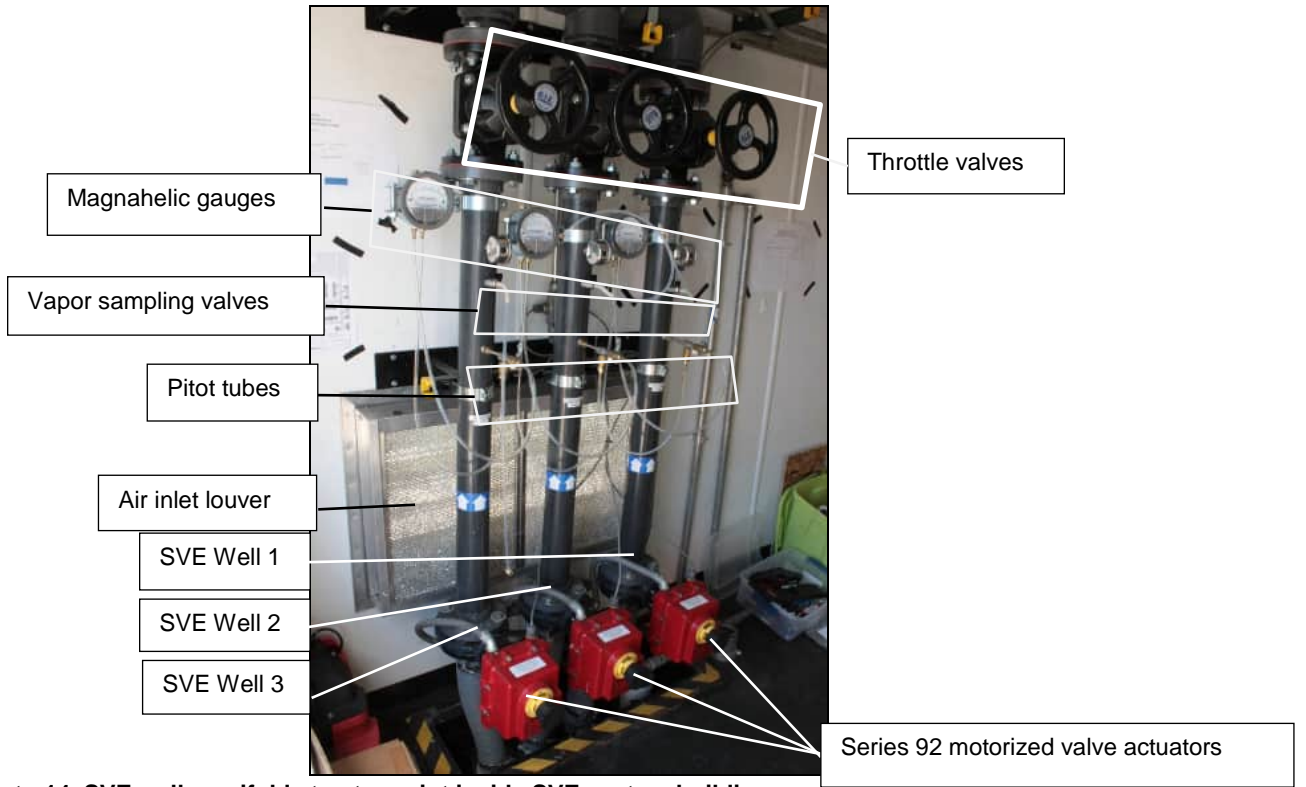 Throttle valves
Magnahelic gauges
Vapor sampling valves
Pitot tubes
Air inlet louver
SVE Well 1
SVE Well 2
SVE Well 3
Series 92 motorized valve actuators